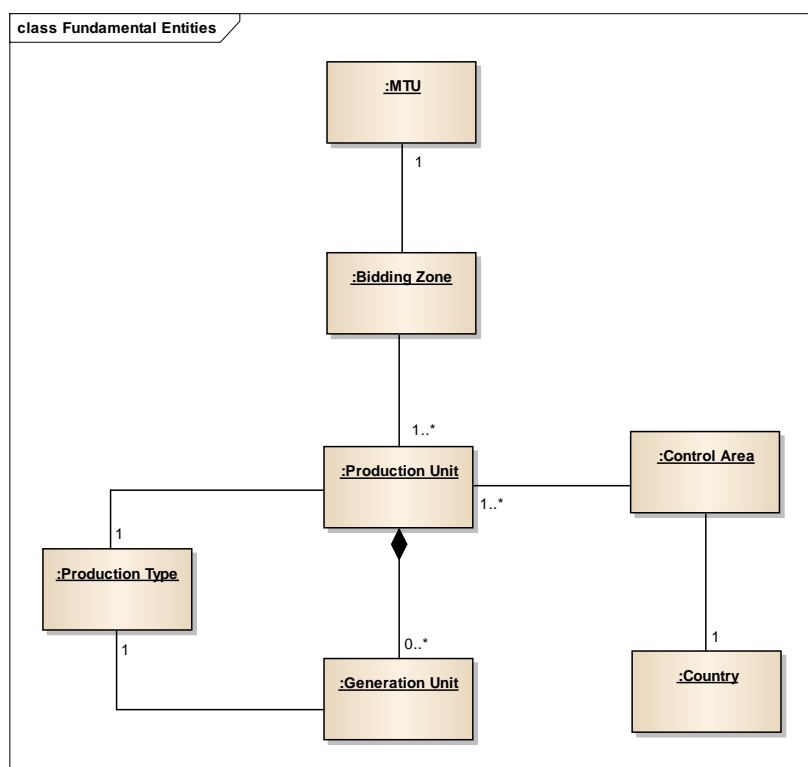 class Fundamental Entities
:MTU
1
:Bidding Zone
1..*
:Production Unit
1..*
:Control Area
1
:Production Type
1
0..*
:Generation Unit
1
:Country